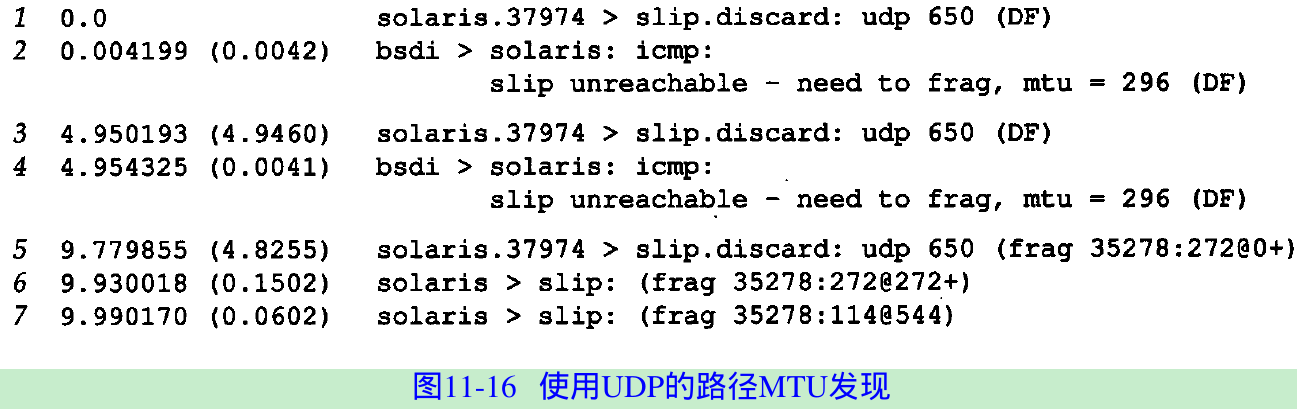 1 0.0 solaris.37974 > slip.discard: udp 650 (DF)
2 0.004199 (0.0042) bsdi > solaris: icmp:
slip unreachable - need to frag, mtu = 296 (DF)
3 4.950193 (4.9460) solaris.37974 > slip.discard: udp 650 (DF)
4 4.954325 (0.0041) bsdi > solaris: icmp:
slip unreachable - need to frag, mtu = 296 (DF)
5 9.779855 (4.8255) solaris.37974 > slip.discard: udp 650 (frag 35278:272@0+)
6 9.930018 (0.1502) solaris > slip: (frag 35278:272@272+)
7 9.990170 (0.0602) solaris > slip: (frag 35278:114@544)
图11-16 使用UDP的路径MTU发现